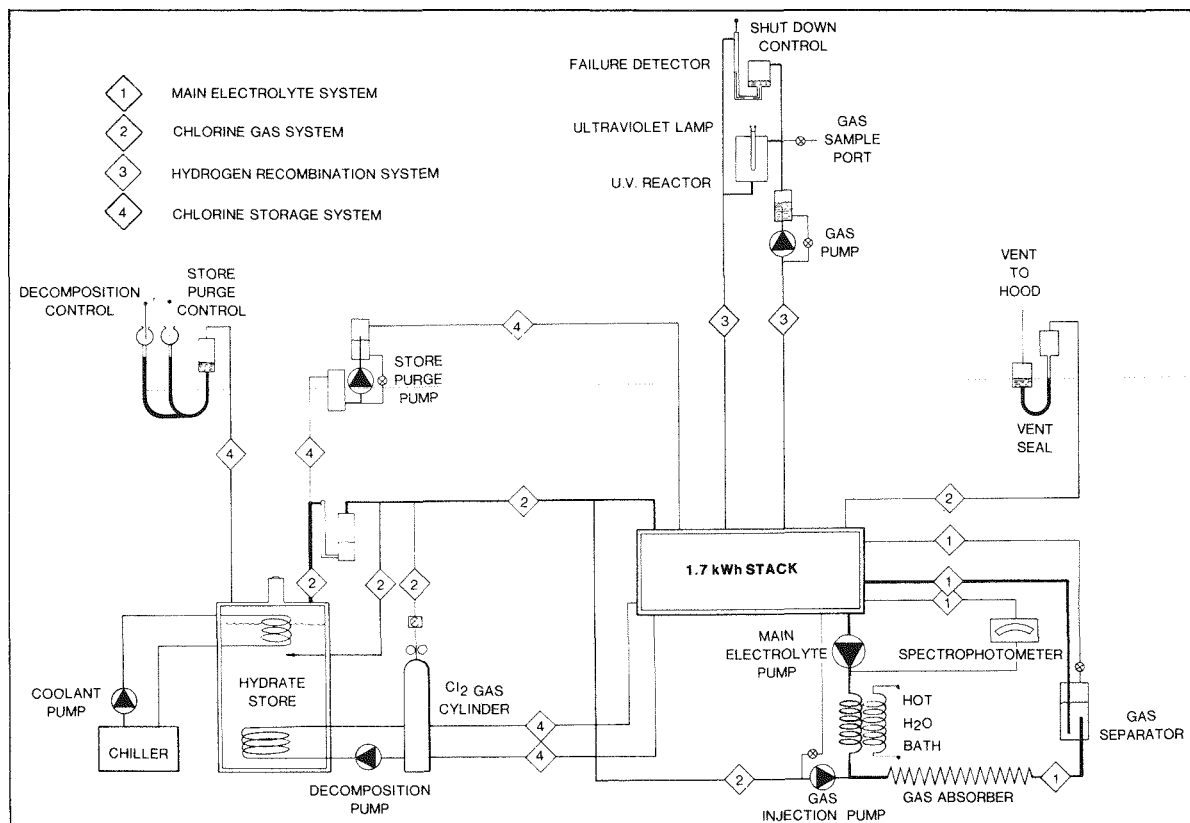 SHUT DOWN
CONTROL
FAILURE DETECTOR
1 MAIN ELECTROLYTE SYSTEM
2 CHLORINE GAS SYSTEM
3 HYDROGEN RECOMBINATION SYSTEM
4 CHLORINE STORAGE SYSTEM
ULTRAVIOLET LAMP
GAS
SAMPLE
PORT
U.V. REACTOR
GAS
PUMP
DECOMPOSITION
CONTROL
STORE
PURGE
CONTROL
VENT
TO
HOOD
4
3
3
STORE
PURGE
PUMP
VENT
SEAL
4
4
2
2
1
1.7 kWh STACK
2
2
2
1
1
C
MAIN
ELECTROLYTE
PUMP
SPECTROPHOTOMETER
HYDRATE
STORE
Cl2 GAS
CYLINDER
COOLANT
PUMP
CHILLER
4
4
HOT
H2O
BATH
GAS
SEPARATOR
DECOMPOSITION
PUMP
2
GAS
INJECTION PUMP
GAS ABSORBER
1